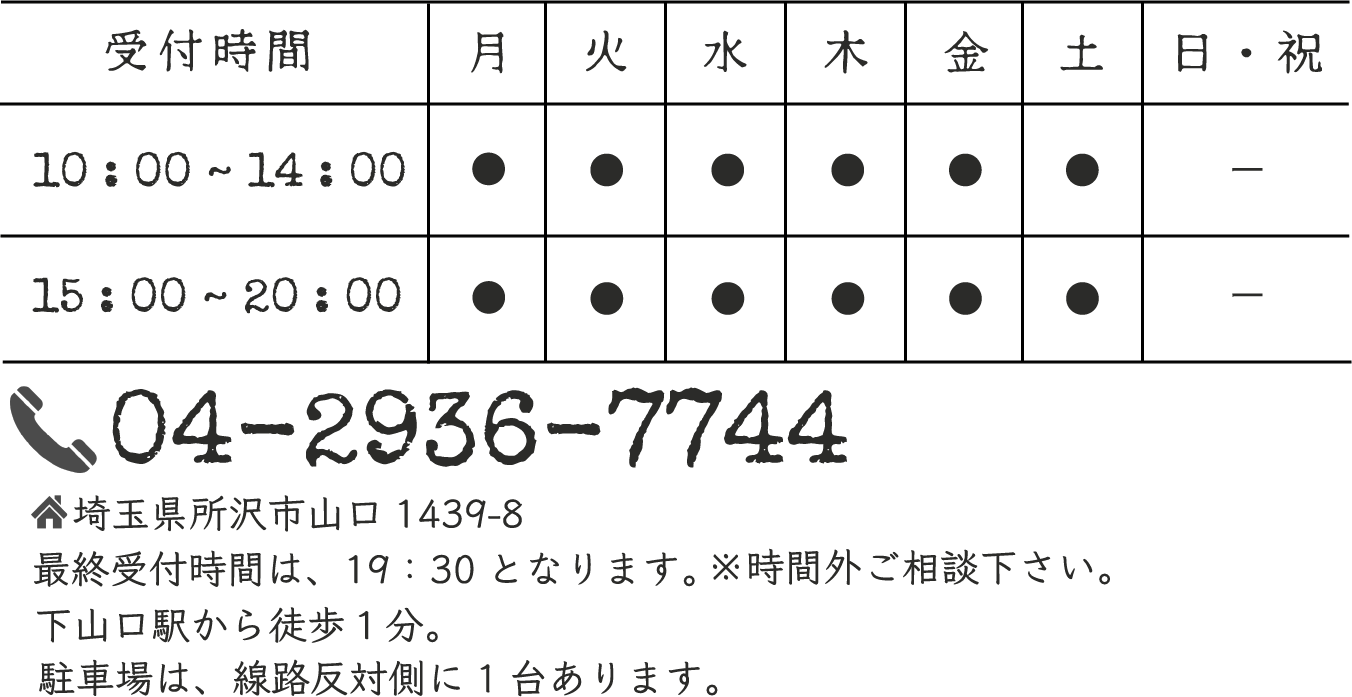 受付時間 月 火 水 木 金 土 日・祝
10:00~14:00 ● ● ● ● ● ● －
15:00~20:00 ● ● ● ● ● ● －
04-2936-7744
埼玉県所沢市山口 1439-8
最終受付時間は、19：30 となります。※時間外ご相談下さい。
下山口駅から徒歩 1 分。
駐車場は、線路反対側に 1 台あります。